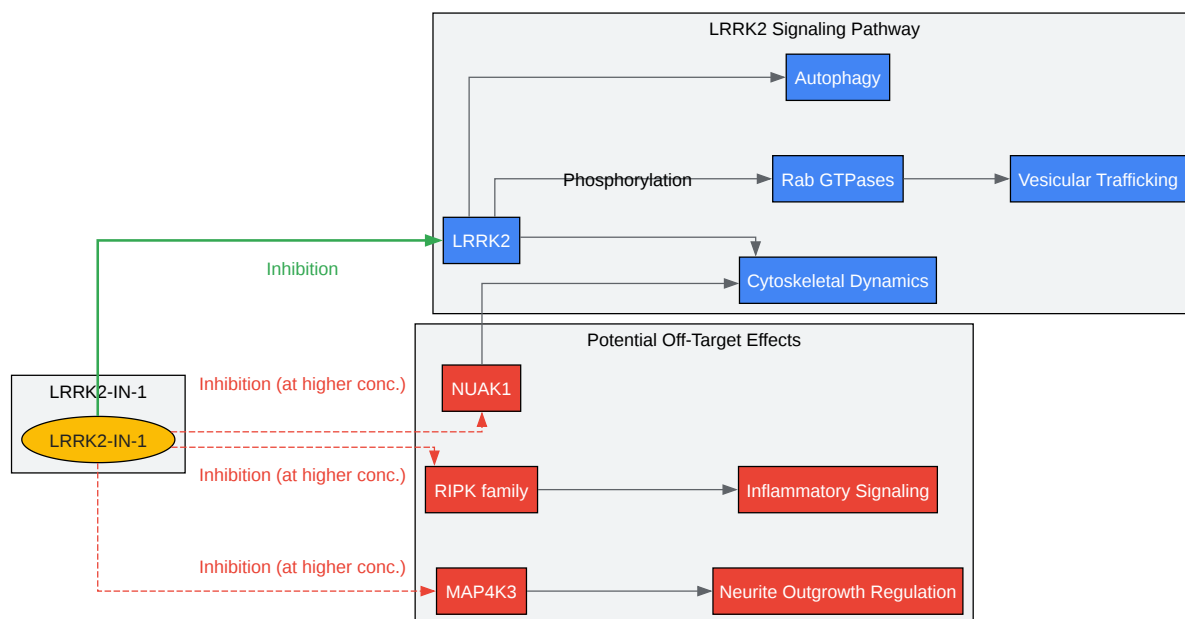 LRRK2 Signaling Pathway
Autophagy
Phosphorylation
Rab GTPases
Vesicular Trafficking
LRRK2
Inhibition
Cytoskeletal Dynamics
Potential Off-Target Effects
LRRK2-IN-1
Inhibition (at higher conc.)
NUAK1
LRRK2-IN-1
Inhibition (at higher conc.)
RIPK family
Inflammatory Signaling
Inhibition (at higher conc.)
MAP4K3
Neurite Outgrowth Regulation